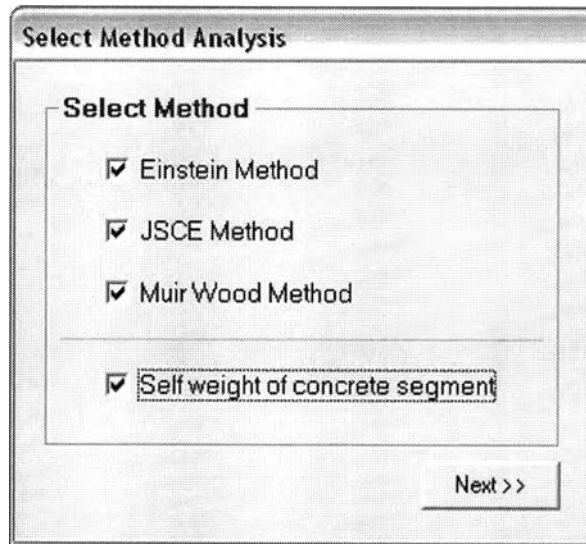 Select Method Analysis
Select Method
Einstein Method
JSCE Method
Muir Wood Method
Self weight of concrete segment
Next >>